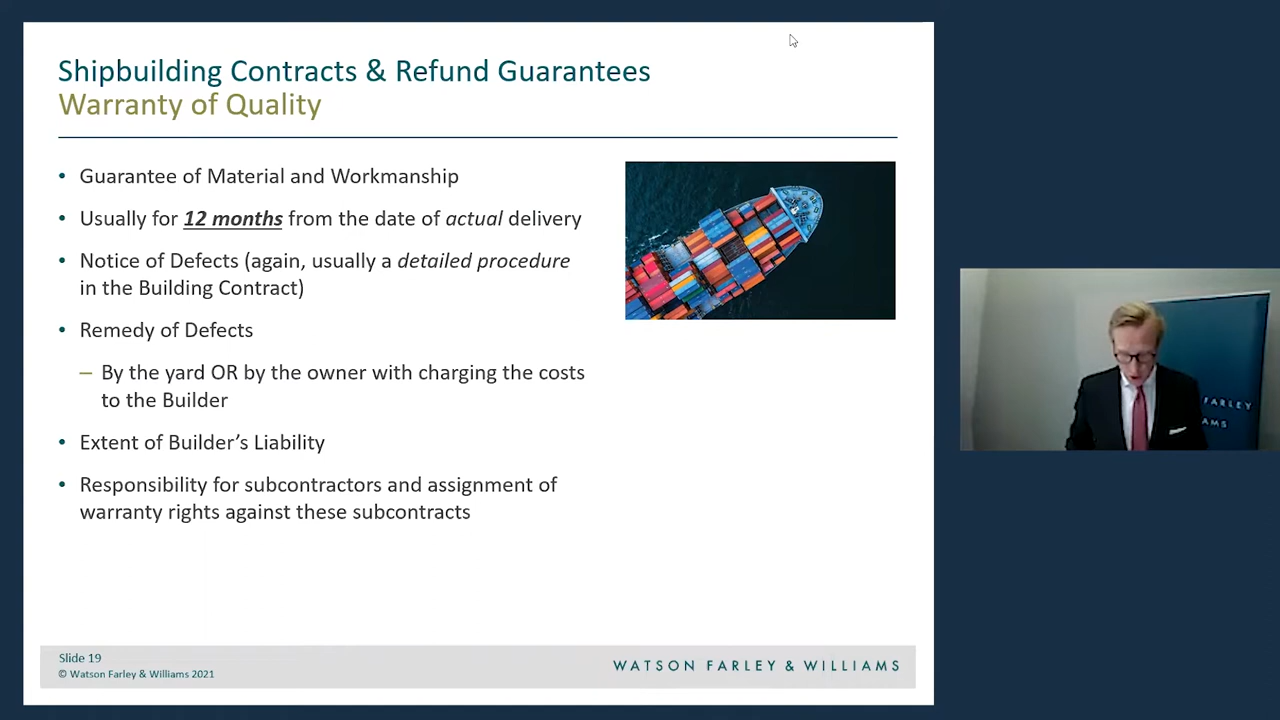 Shipbuilding Contracts & Refund Guarantees
Warranty of Quality
• Guarantee of Material and Workmanship
• Usually for 12 months from the date of actual delivery
• Notice of Defects (again, usually a detailed procedure
in the Building Contract)
• Remedy of Defects
– By the yard OR by the owner with charging the costs
to the Builder
• Extent of Builder's Liability
• Responsibility for subcontractors and assignment of
warranty rights against these subcontracts
Slide 19
© Watson Farley & Williams 2021
WATSON FARLEY & WILLIAMS
FARLEY
AMS